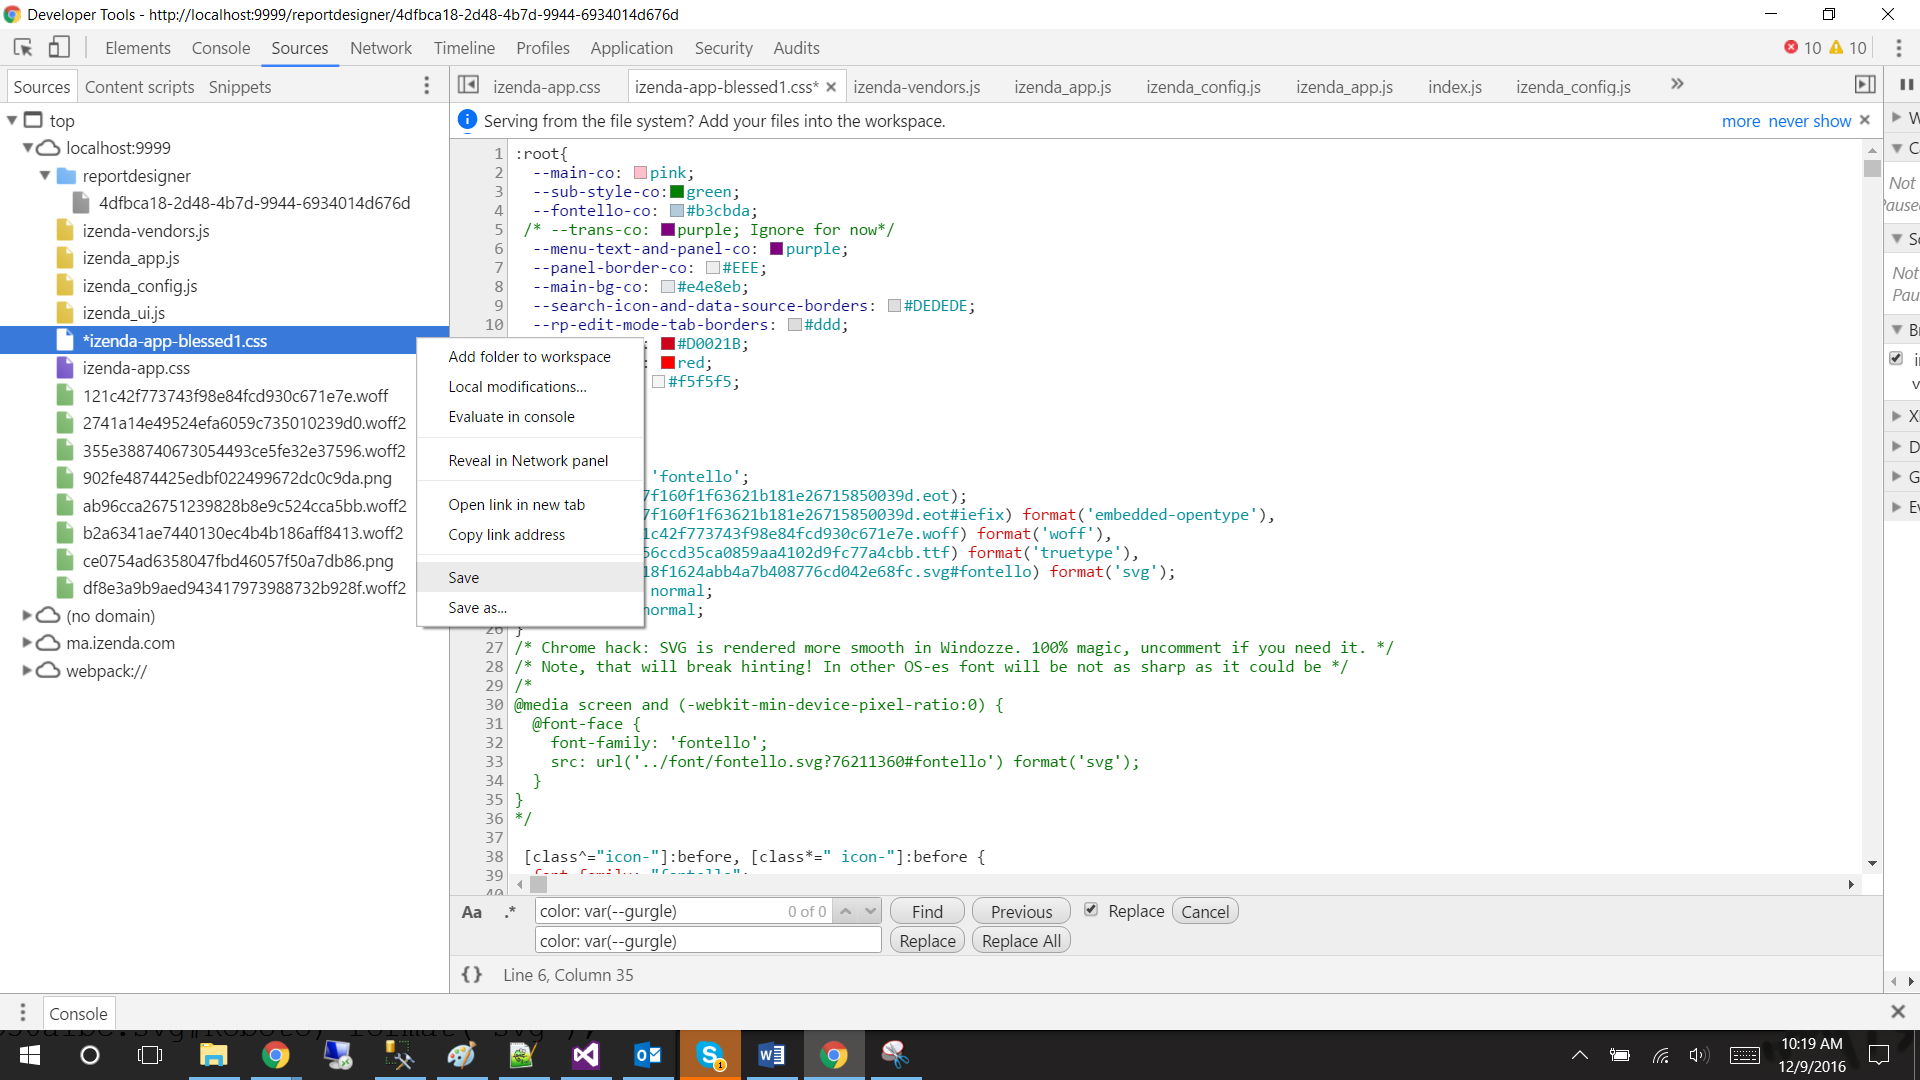 Developer Tools - http://localhost:9999/reportdesigner/4dfbca18-2d48-4b7d-9944-6934014d676d
Elements Console Sources Network Timeline Profiles Application Security Audits 10 10
Sources Content scripts Snippets
izenda-app.css izenda-app-blessed1.css* izenda-vendors.js izenda_app.js izenda_config.js izenda_app.js index.js izenda_config.js
Serving from the file system? Add your files into the workspace. more never show
top
localhost:9999
reportdesigner
4dfbca18-2d48-4b7d-9944-6934014d676d
izenda-vendors.js
izenda_app.js
izenda_config.js
izenda_ui.js
*izenda-app-blessed1.css
izenda-app.css
121c42f773743f98e84fcd930c671e7e.woff
2741a14e49524efa6059c735010239d0.woff2
355e388740673054493ce5fe32e37596.woff2
902fe4874425edbf022499672dc0c9da.png
ab96cca26751239828b8e9c524cca5bb.woff2
b2a6341ae7440130ec4b4b186aff8413.woff2
ce0754ad6358047fbd46057f50a7db86.png
df8e3a9b9aed943417973988732b928f.woff2
(no domain)
ma.izenda.com
webpack://
Add folder to workspace
Local modifications...
Evaluate in console
Reveal in Network panel
Open link in new tab
Copy link address
Save
Save as...
1 :root{
2 --main-co: pink;
3 --sub-style-co: green;
4 --fontello-co: #b3cbda;
5 /* --trans-co: purple; Ignore for now*/
6 --menu-text-and-panel-co: purple;
7 --panel-border-co: #EEE;
8 --main-bg-co: #e4e8eb;
9 --search-icon-and-data-source-borders: #DEDEDE;
10 --rp-edit-mode-tab-borders: #ddd;
: #D0021B;
: red;
#f5f5f5;
'fontello';
7f160f1f63621b181e26715850039d.eot);
7f160f1f63621b181e26715850039d.eot#iefix) format('embedded-opentype'),
1c42f773743f98e84fcd930c671e7e.woff) format('woff'),
56ccd35ca0859aa4102d9fc77a4cbb.ttf) format('truetype'),
18f1624abb4a7b408776cd042e68fc.svg#fontello) format('svg');
normal;
normal;
26 }
27 /* Chrome hack: SVG is rendered more smooth in Windozze. 100% magic, uncomment if you need it. */
28 /* Note, that will break hinting! In other OS-es font will be not as sharp as it could be */
29 /*
30 @media screen and (-webkit-min-device-pixel-ratio:0) {
31 @font-face {
32 font-family: 'fontello';
33 src: url('../font/fontello.svg?76211360#fontello') format('svg');
34 }
35 }
36 */
37
38 [class^="icon-"]:before, [class*=" icon-"]:before {
39 font-family: "fontello";
40
Not
Pause
Not
Pau
Aa .* color: var(--gurgle) 0 of 0 Find Previous Replace Cancel
color: var(--gurgle) Replace Replace All
{} Line 6, Column 35
Console
10:19 AM
12/9/2016